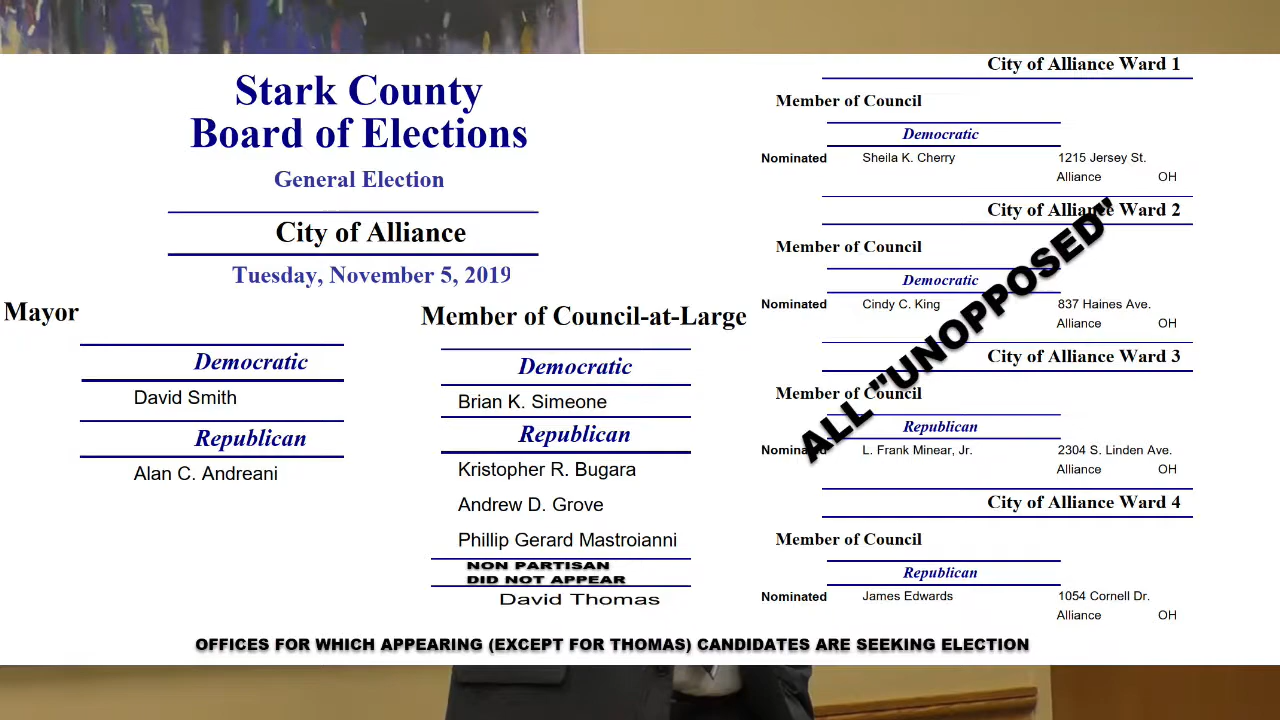 Stark County
Board of Elections
General Election
City of Alliance
Tuesday, November 5, 2019
Mayor
Democratic
David Smith
Republican
Alan C. Andreani
Member of Council-at-Large
Democratic
Brian K. Simeone
Republican
Kristopher R. Bugara
Andrew D. Grove
Phillip Gerard Mastroianni
NON PARTISAN
DID NOT APPEAR
David Thomas
City of Alliance Ward 1
Member of Council
Democratic
Nominated Sheila K. Cherry 1215 Jersey St.
Alliance OH
City of Alliance Ward 2
Member of Council
Democratic
Nominated Cindy C. King 837 Haines Ave.
Alliance OH
City of Alliance Ward 3
Member of Council
Republican
Nominated L. Frank Minear, Jr. 2304 S. Linden Ave.
Alliance OH
City of Alliance Ward 4
Member of Council
Republican
Nominated James Edwards 1054 Cornell Dr.
Alliance OH
ALL "UNOPPOSED"
OFFICES FOR WHICH APPEARING (EXCEPT FOR THOMAS) CANDIDATES ARE SEEKING ELECTION